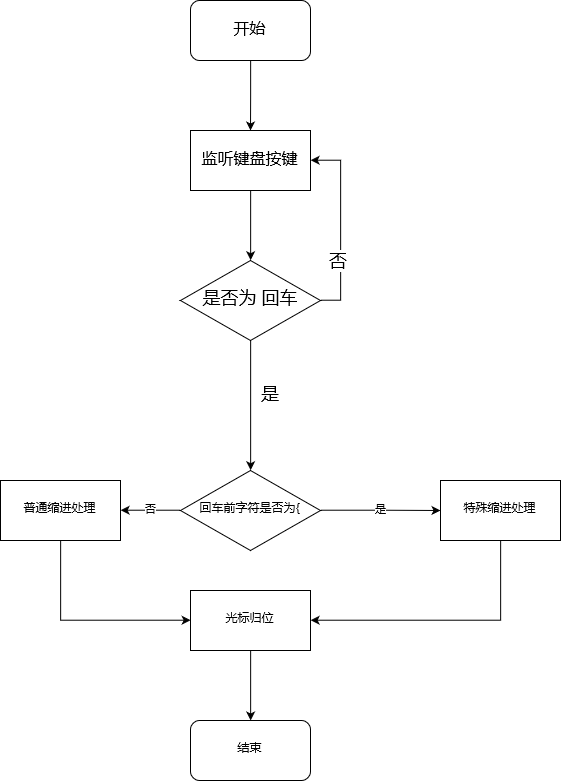 开始
监听键盘按键
否
是否为 回车
是
普通缩进处理
否
回车前字符是否为{
是
特殊缩进处理
光标归位
结束